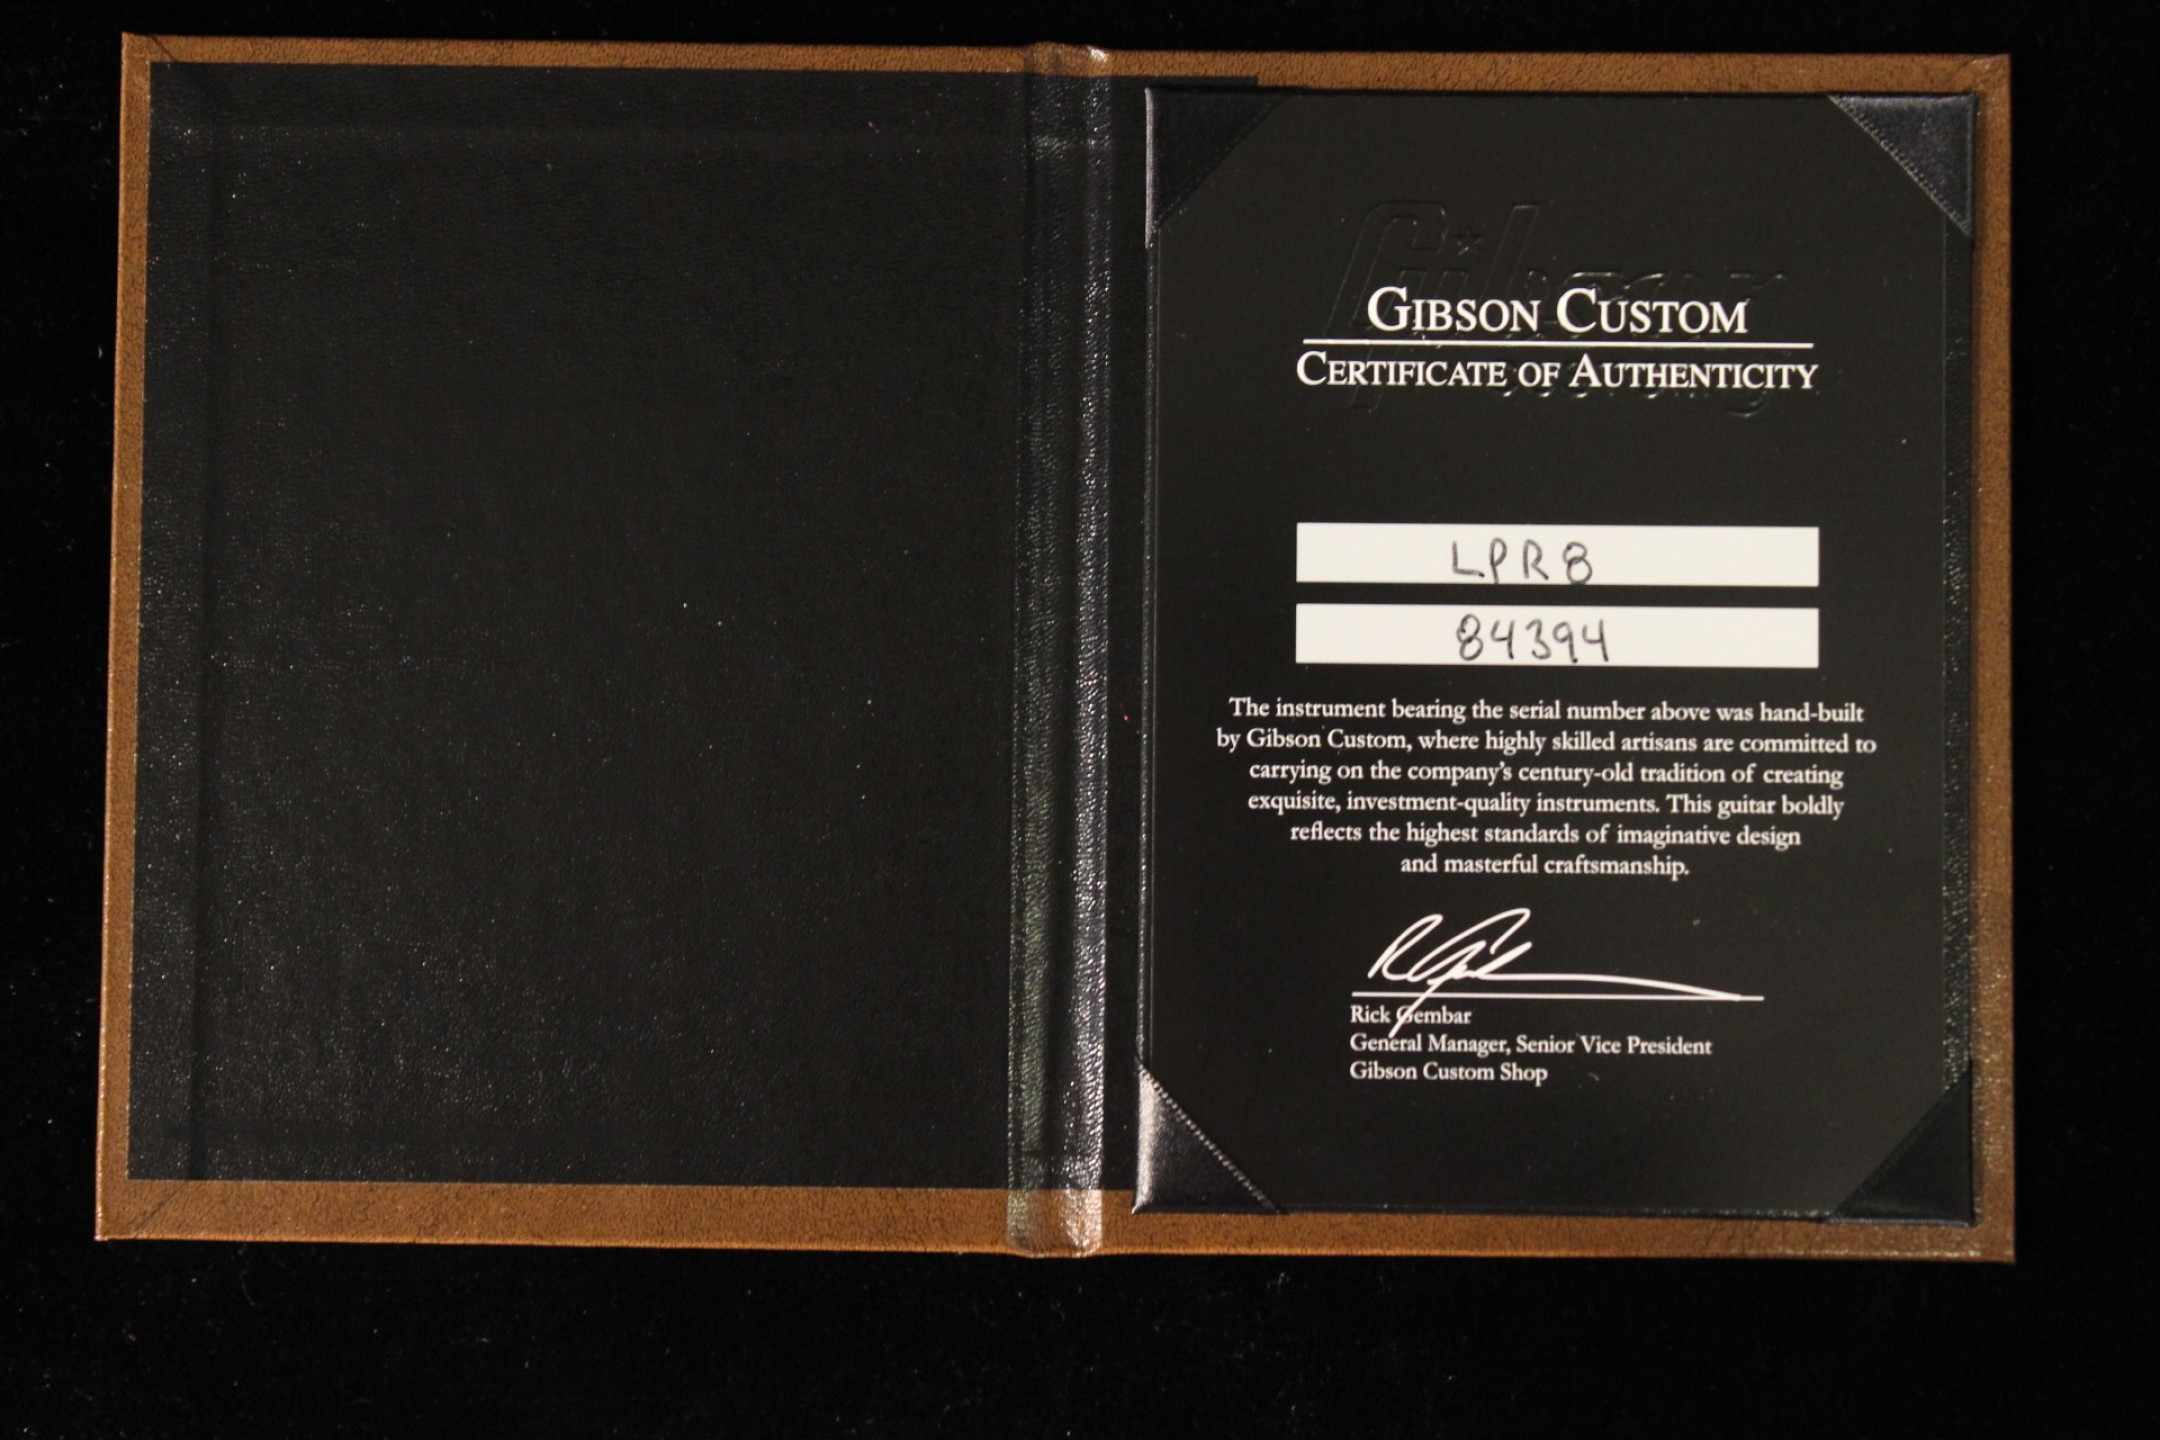 GIBSON CUSTOM
CERTIFICATE OF AUTHENTICITY
LPR8
84394
The instrument bearing the serial number above was hand-built
by Gibson Custom, where highly skilled artisans are committed to
carrying on the company's century-old tradition of creating
exquisite, investment-quality instruments. This guitar boldly
reflects the highest standards of imaginative design
and masterful craftsmanship.
Rick Gembar
General Manager, Senior Vice President
Gibson Custom Shop